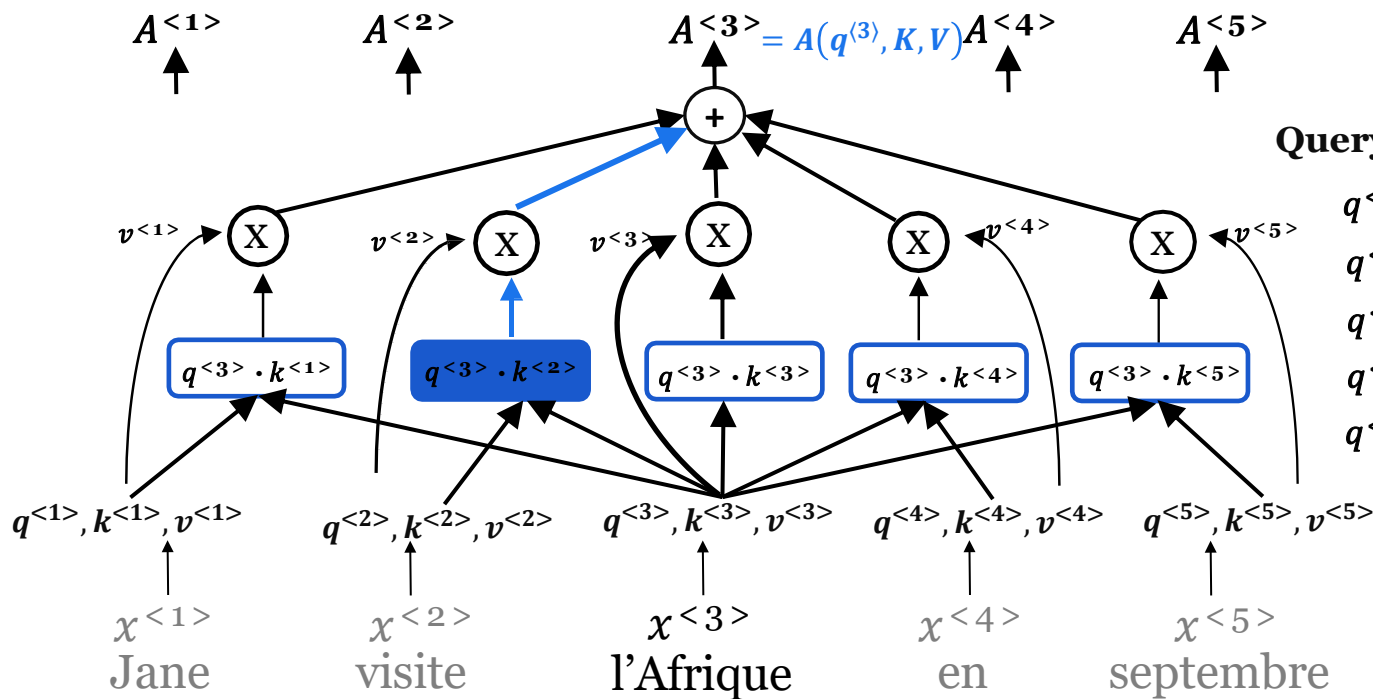 A<1> A<2> A<3> = A(q⟨3⟩, K, V) A<4> A<5>
+
Query
v<1> X v<2> X v<3> X X v<4> X v<5>
q<
q<
q<
q<
q<
q<3> · k<1> q<3> · k<2> q<3> · k<3> q<3> · k<4> q<3> · k<5>
q<1>, k<1>, v<1> q<2>, k<2>, v<2> q<3>, k<3>, v<3> q<4>, k<4>, v<4> q<5>, k<5>, v<5>
x<1> x<2> x<3> x<4> x<5>
Jane visite l’Afrique en septembre